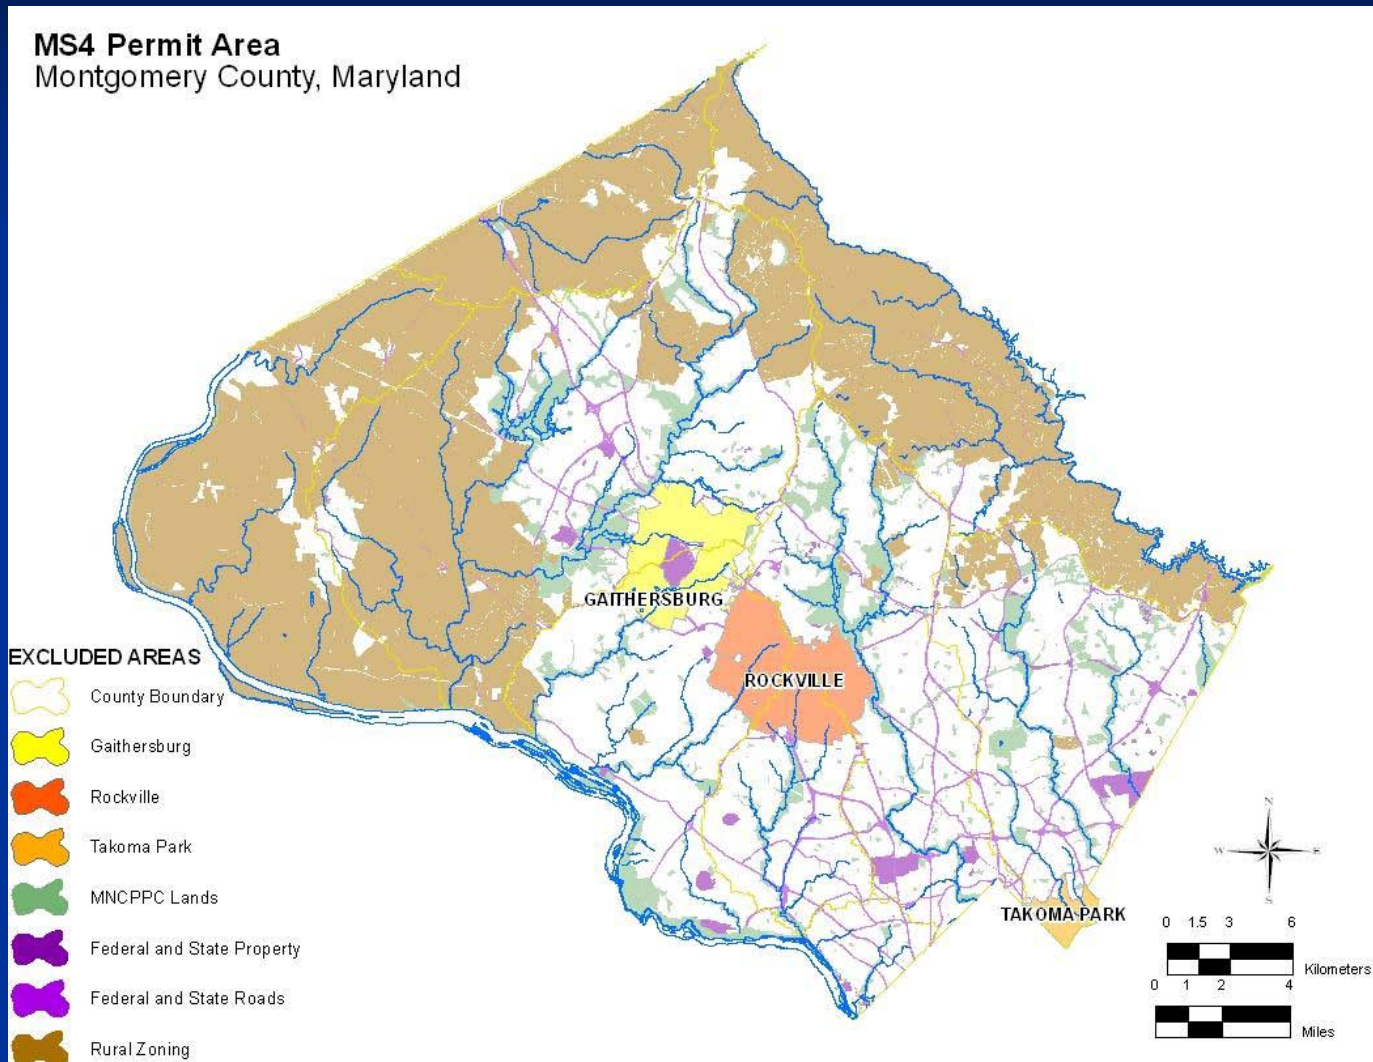 MS4 Permit Area
Montgomery County, Maryland
GAITHERSBURG
ROCKVILLE
TAKOMA PARK
EXCLUDED AREAS
County Boundary
Gaithersburg
Rockville
Takoma Park
MNCPPC Lands
Federal and State Property
Federal and State Roads
Rural Zoning
N
W E
S
0 1.5 3 6
Kilometers
0 1 2 4
Miles